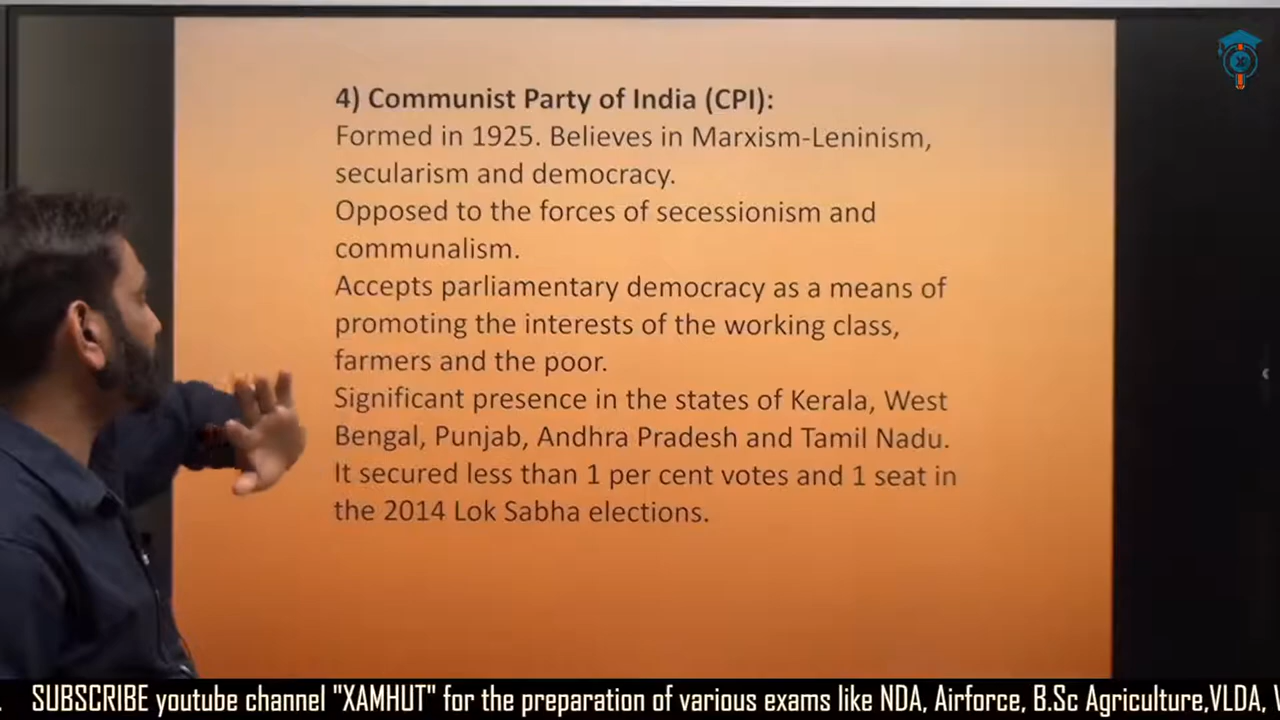 4) Communist Party of India (CPI):
Formed in 1925. Believes in Marxism-Leninism,
secularism and democracy.
Opposed to the forces of secessionism and
communalism.
Accepts parliamentary democracy as a means of
promoting the interests of the working class,
farmers and the poor.
Significant presence in the states of Kerala, West
Bengal, Punjab, Andhra Pradesh and Tamil Nadu.
It secured less than 1 per cent votes and 1 seat in
the 2014 Lok Sabha elections.
. SUBSCRIBE youtube channel "XAMHUT" for the preparation of various exams like NDA, Airforce, B.Sc Agriculture,VLDA,